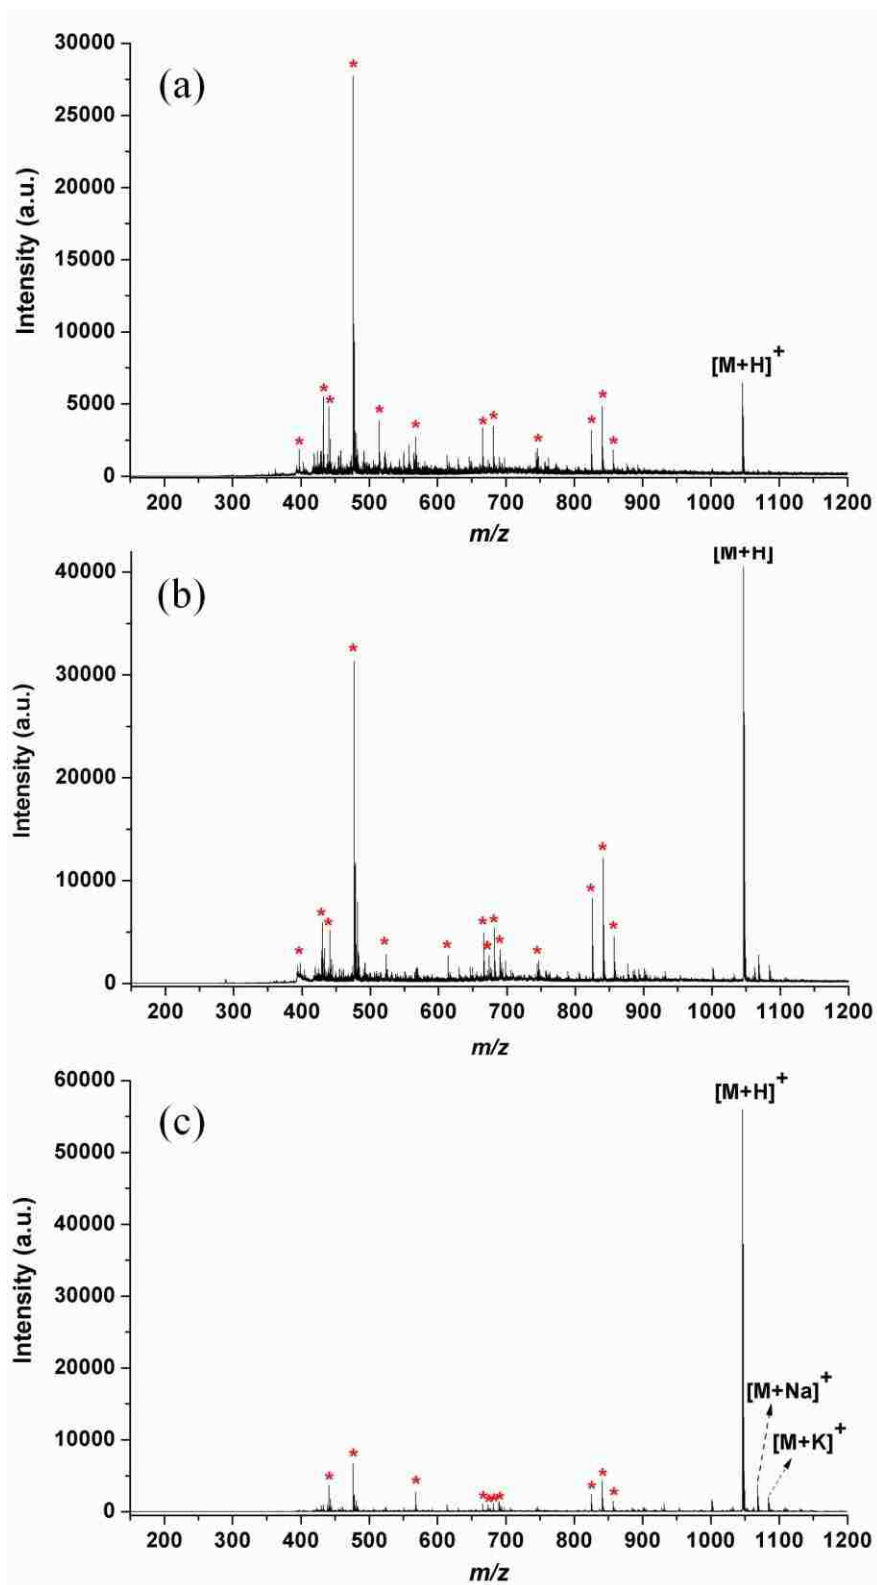 30000
(a)
*
25000
20000
15000
10000
[M+H]+
5000
* * * * * * * * * * *
0
Intensity (a.u.)
200 300 400 500 600 700 800 900 1000 1100 1200
m/z
[M+H]
40000
(b)
*
30000
20000
10000
* * * * * * * * * * * *
0
Intensity (a.u.)
200 300 400 500 600 700 800 900 1000 1100 1200
m/z
60000
[M+H]+
(c)
50000
40000
30000
20000
[M+Na]+
10000
[M+K]+
* * * * * * * * * *
0
Intensity (a.u.)
200 300 400 500 600 700 800 900 1000 1100 1200
m/z